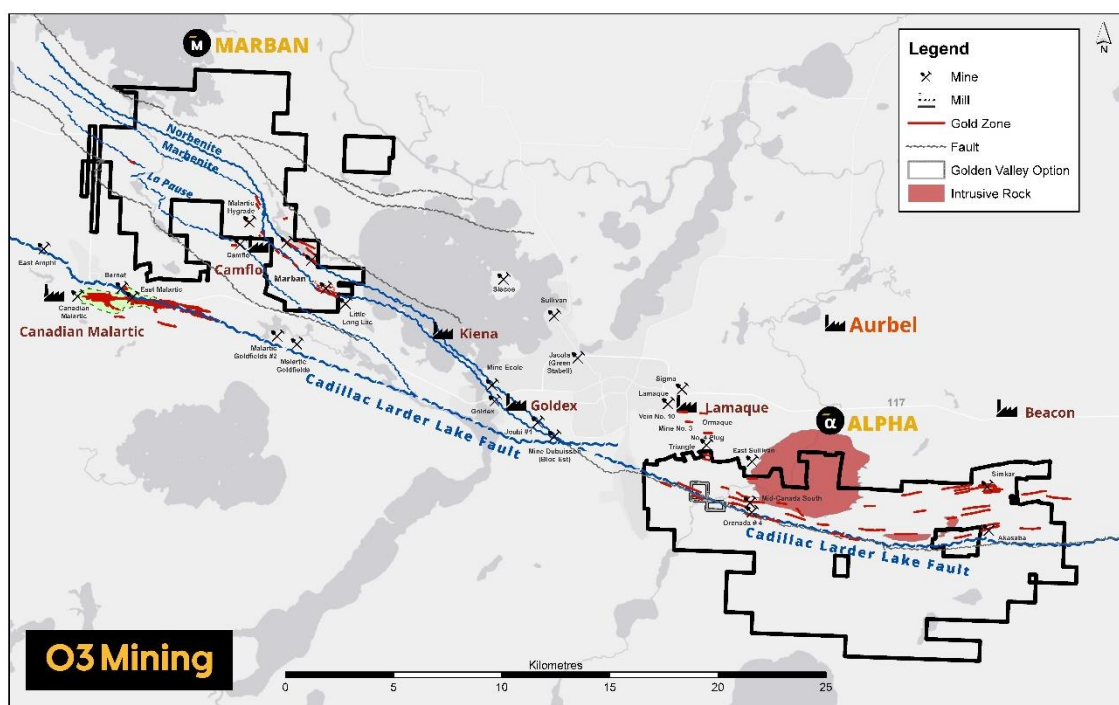 M
MARBAN
N
Legend
Mine
Mill
Gold Zone
Fault
Golden Valley Option
Intrusive Rock
Norbenite
Marbenite
La Pause
Malartic
Hygrade
East Amphi
Camflo
Camflo
Barnat
East Malartic
Canadian
Malartic
Canadian Malartic
Marban
Little
Long Lac
Siscoe
Sullivan
Malartic
Goldfields #2
Malartic
Goldfields
Kiena
Jacola
(Green
Stabell)
Aurbel
Mine Ecole
Goldex
Goldex
Joubi #1
Mine Dubuisson
(Bloc Est)
Cadillac Larder Lake Fault
Sigma
Lamaque
Lamaque
Vein No. 10
Ormaque
Mine No. 3
No. 4 Plug
Triangle
East Sullivan
117
α
ALPHA
Beacon
Simkar
Mid-Canada South
Orenada #4
Akasaba
Cadillac Larder Lake Fault
O3 Mining
Kilometres
0 5 10 15 20 25